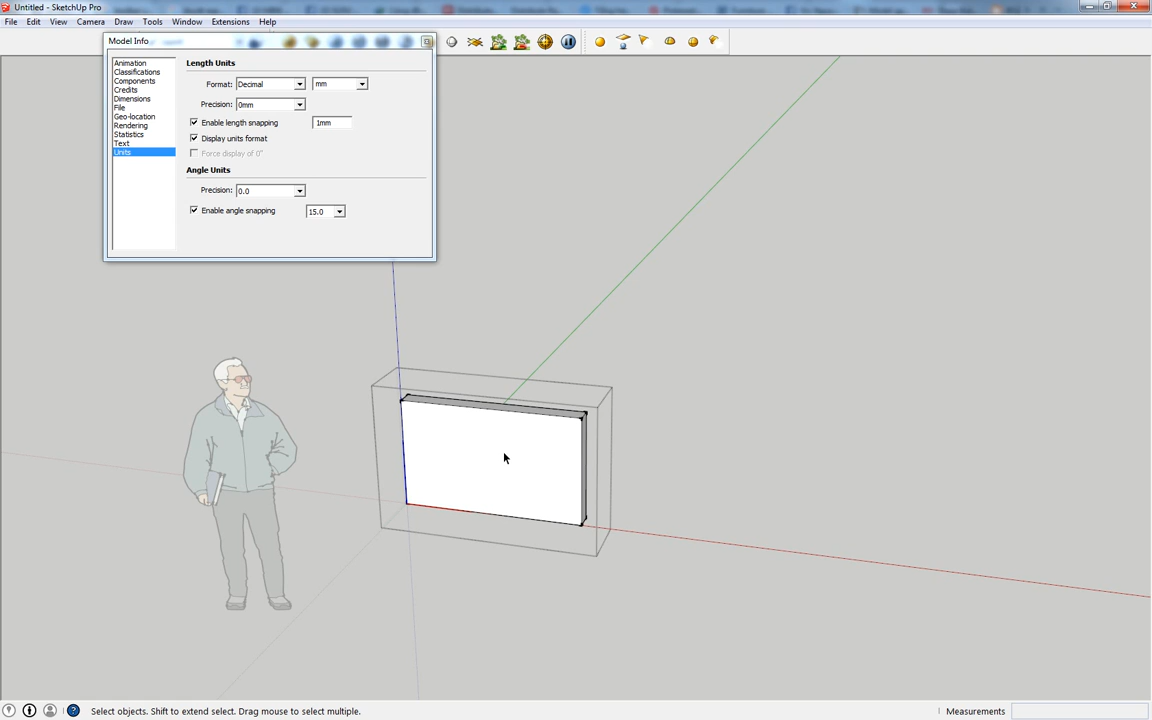 Untitled - SketchUp Pro
File Edit View Camera Draw Tools Window Extensions Help
Model Info
Animation
Classifications
Components
Credits
Dimensions
File
Geo-location
Rendering
Statistics
Text
Units
Length Units
Format: Decimal mm
Precision: 0mm
Enable length snapping 1mm
Display units format
Force display of 0"
Angle Units
Precision: 0.0
Enable angle snapping 15.0
Select objects. Shift to extend select. Drag mouse to select multiple.
Measurements